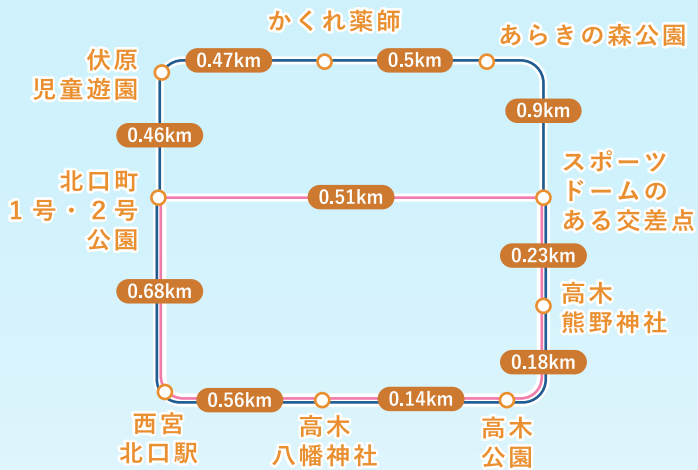 かくれ薬師
あらきの森公園
伏原
児童遊園
0.47km
0.5km
0.9km
0.46km
北口町
1号・2号
公園
0.51km
スポーツ
ドームの
ある交差点
0.23km
0.68km
高木
熊野神社
0.18km
0.56km
0.14km
西宮
北口駅
高木
八幡神社
高木
公園